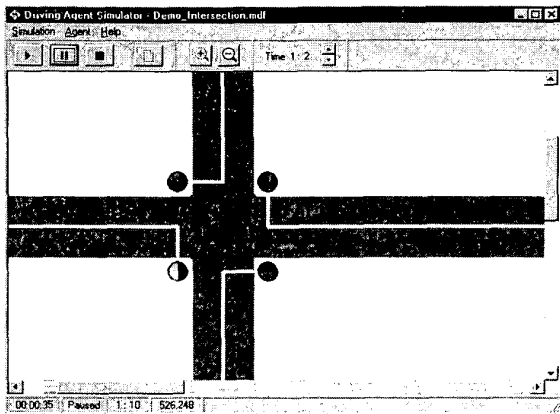 Driving Agent Simulator - Demo_Intersection.mdf
Simulation Agent Help
Time 1 : 2
00:00:35 Paused 1 : 10 526,248